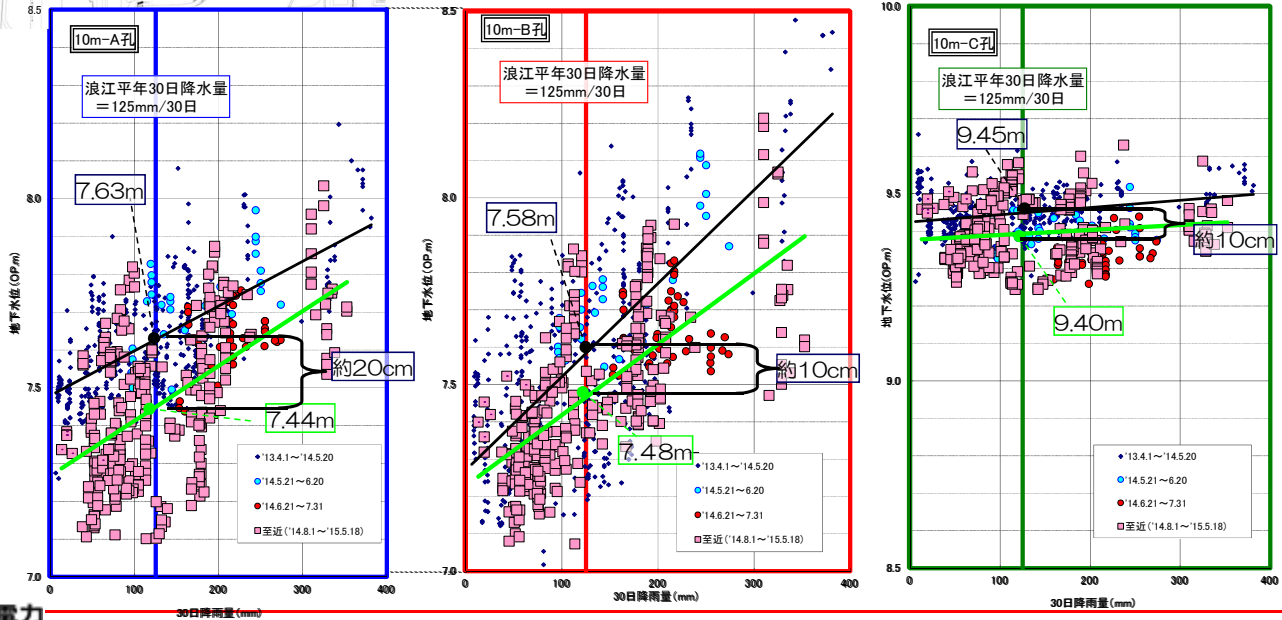 10m-A孔
浪江平年30日降水量
＝125mm/30日
7.63m
約20cm
7.44m
'13.4.1～'14.5.20
'14.5.21～6.20
'14.6.21～7.31
至近('14.8.1～'15.5.18)
8.5
8.0
7.5
7.0
地下水位(OP.m)
0 100 200 300 400
30日降雨量(mm)
10m-B孔
浪江平年30日降水量
＝125mm/30日
7.58m
約10cm
7.48m
'13.4.1～'14.5.20
'14.5.21～6.20
'14.6.21～7.31
至近('14.8.1～'15.5.18)
8.5
8.0
7.5
7.0
地下水位(OP.m)
0 100 200 300 400
30日降雨量(mm)
10m-C孔
浪江平年30日降水量
＝125mm/30日
9.45m
約10cm
9.40m
'13.4.1～'14.5.20
'14.5.21～6.20
'14.6.21～7.31
至近('14.8.1～'15.5.18)
10.0
9.5
9.0
8.5
地下水位(OP.m)
0 100 200 300 400
30日降雨量(mm)
電力